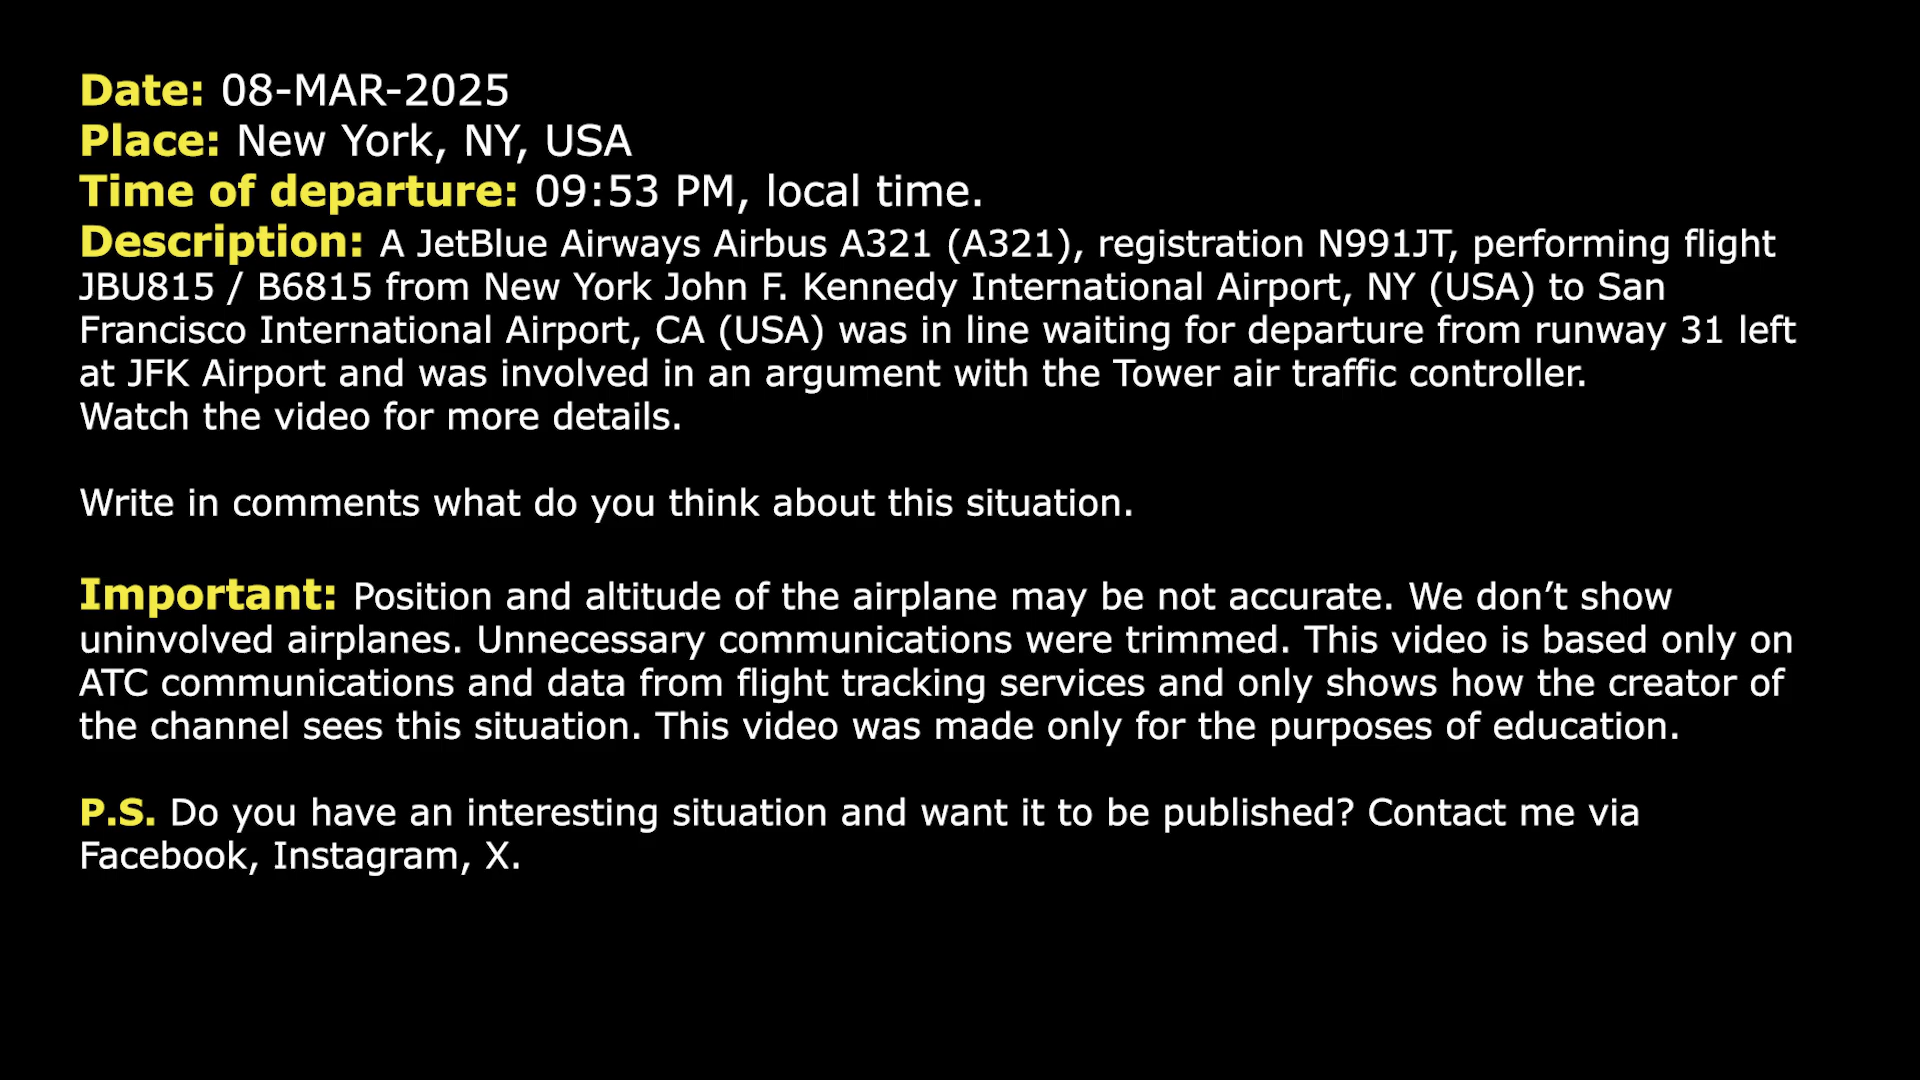 Date: 08-MAR-2025
Place: New York, NY, USA
Time of departure: 09:53 PM, local time.
Description: A JetBlue Airways Airbus A321 (A321), registration N991JT, performing flight
JBU815 / B6815 from New York John F. Kennedy International Airport, NY (USA) to San
Francisco International Airport, CA (USA) was in line waiting for departure from runway 31 left
at JFK Airport and was involved in an argument with the Tower air traffic controller.
Watch the video for more details.
Write in comments what do you think about this situation.
Important: Position and altitude of the airplane may be not accurate. We don’t show
uninvolved airplanes. Unnecessary communications were trimmed. This video is based only on
ATC communications and data from flight tracking services and only shows how the creator of
the channel sees this situation. This video was made only for the purposes of education.
P.S. Do you have an interesting situation and want it to be published? Contact me via
Facebook, Instagram, X.